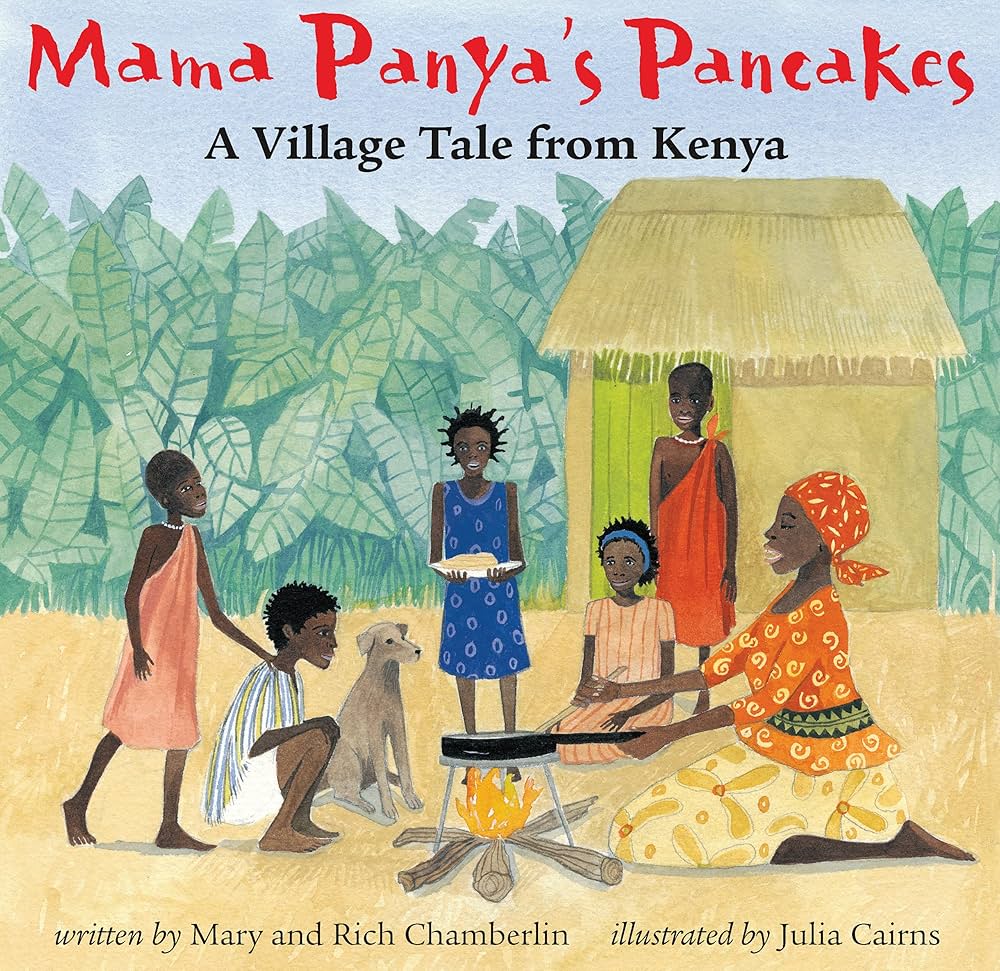 Mama Panya's Pancakes
A Village Tale from Kenya
written by Mary and Rich Chamberlin illustrated by Julia Cairns